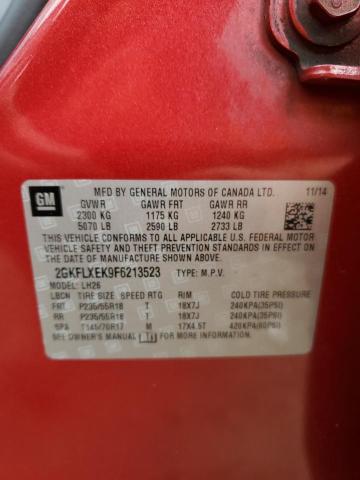 GM
MFD BY GENERAL MOTORS OF CANADA LTD. 11/14
GVWR GAWR FRT GAWR RR
2300 KG 1175 KG 1240 KG
5070 LB 2590 LB 2733 LB
THIS VEHICLE CONFORMS TO ALL APPLICABLE U.S. FEDERAL MOTOR
VEHICLE SAFETY AND THEFT PREVENTION STANDARDS IN EFFECT ON THE
DATE OF MANUFACTURE SHOWN ABOVE.
2GKFLXEK9F6213523 TYPE: M.P.V.
MODEL: LH26
LBCN TIRE SIZE SPEED RTG RIM COLD TIRE PRESSURE
FRT P235/55R18 T 18X7J 240KPA(35PSI)
RR P235/55R18 T 18X7J 240KPA(35PSI)
SPA T145/70R17 M 17X4.5T 420KPA(60PSI)
SEE OWNER'S MANUAL FOR ADDITIONAL INFORMATION.